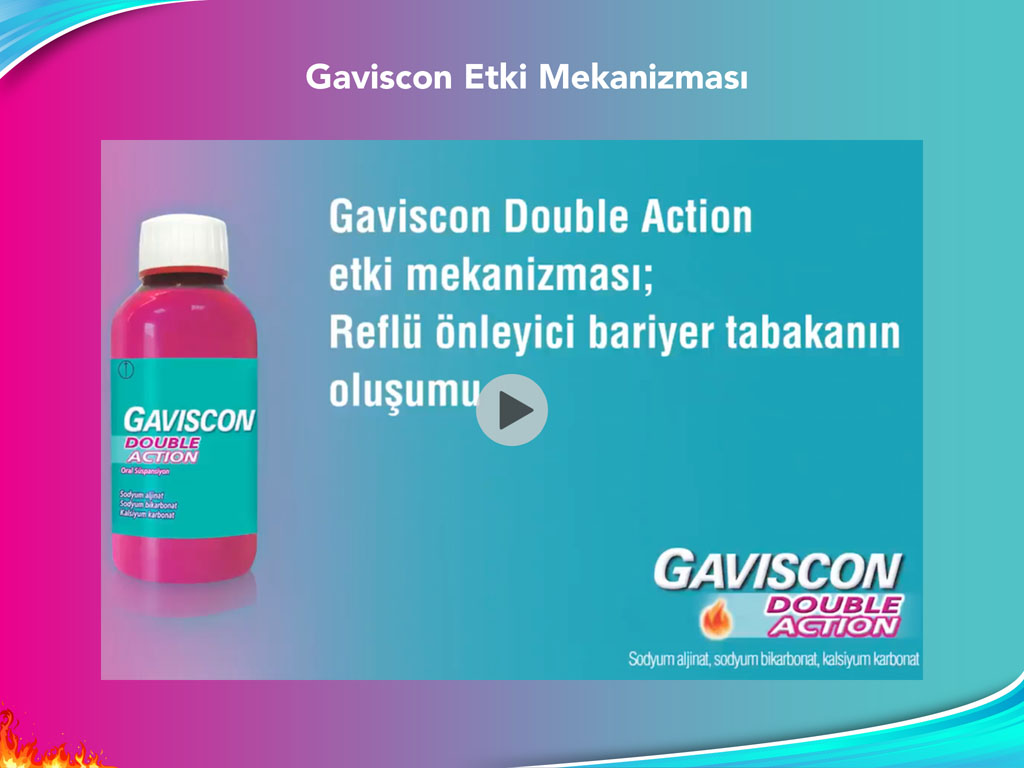 Gaviscon Etki Mekanizması
Gaviscon Double Action
etki mekanizması;
Reflü önleyici bariyer tabakanın
oluşumu
GAVISCON
DOUBLE
ACTION
Oral Süspansiyon
Sodyum aljinat
Sodyum bikarbonat
Kalsiyum karbonat
GAVISCON
DOUBLE
ACTION
Sodyum aljinat, sodyum bikarbonat, kalsiyum karbonat